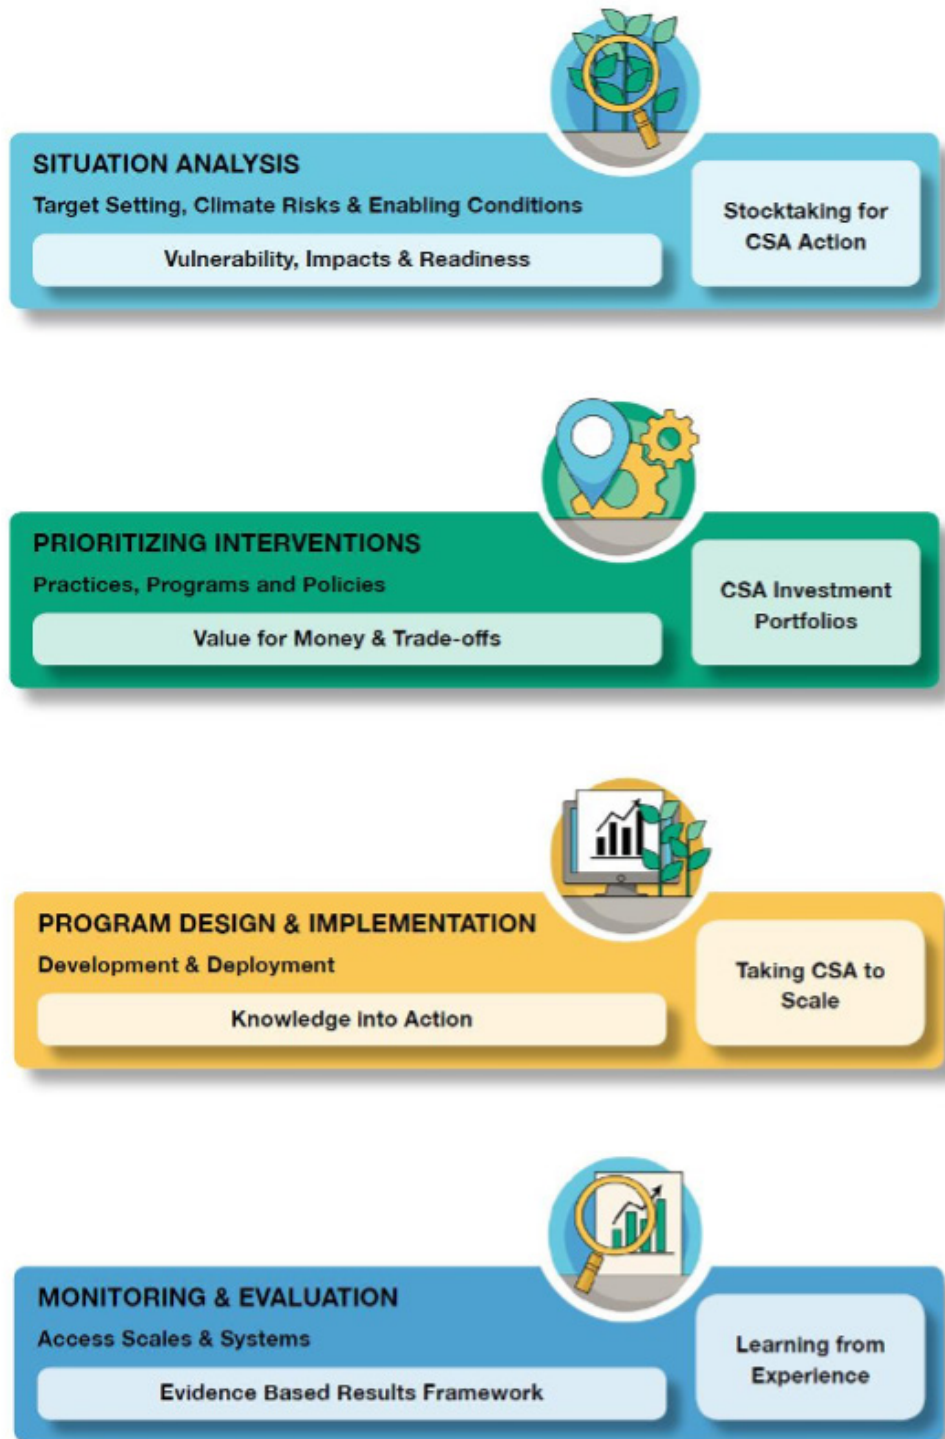 SITUATION ANALYSIS
Target Setting, Climate Risks & Enabling Conditions
Vulnerability, Impacts & Readiness
Stocktaking for
CSA Action
PRIORITIZING INTERVENTIONS
Practices, Programs and Policies
Value for Money & Trade-offs
CSA Investment
Portfolios
PROGRAM DESIGN & IMPLEMENTATION
Development & Deployment
Knowledge into Action
Taking CSA to
Scale
MONITORING & EVALUATION
Access Scales & Systems
Evidence Based Results Framework
Learning from
Experience